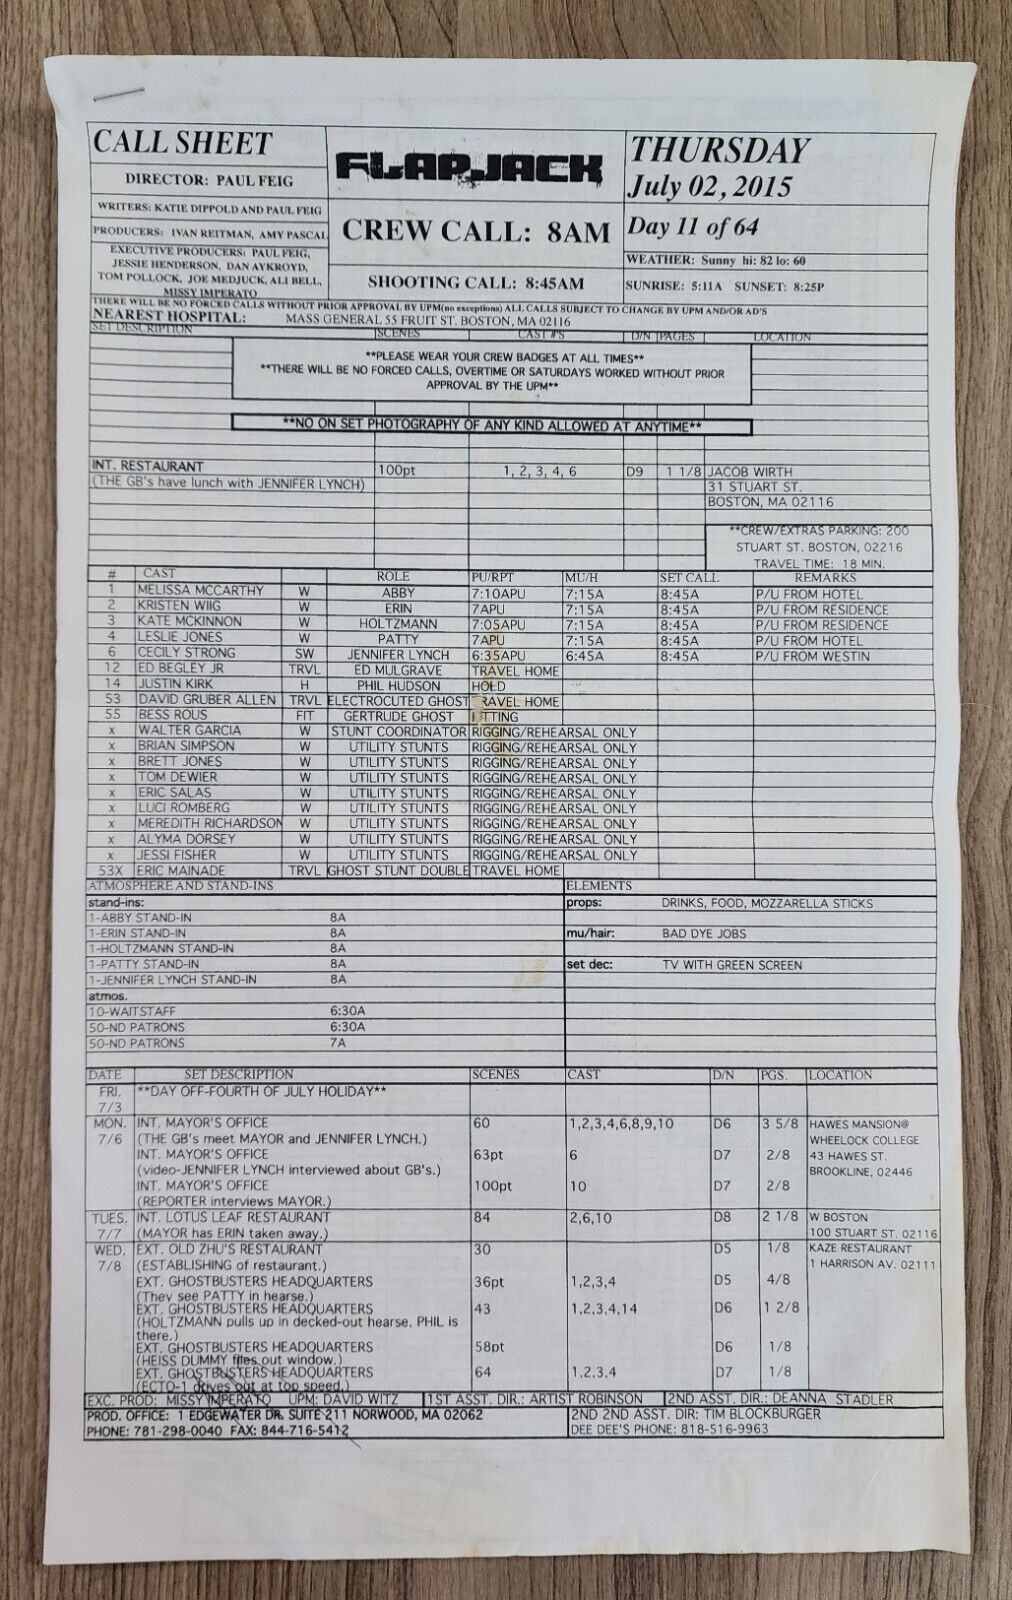 CALL SHEET
DIRECTOR: PAUL FEIG
WRITERS: KATIE DIPPOLD AND PAUL FEIG
PRODUCERS: IVAN REITMAN, AMY PASCAL
EXECUTIVE PRODUCERS: PAUL FEIG,
JESSIE HENDERSON, DAN AYKROYD,
TOM POLLOCK, JOE MEDJUCK, ALI BELL,
MISSY IMPERATO
FLAPJACK
CREW CALL: 8AM
SHOOTING CALL: 8:45AM
THURSDAY
July 02, 2015
Day 11 of 64
WEATHER: Sunny hi: 82 lo: 60
SUNRISE: 5:11A SUNSET: 8:25P
THERE WILL BE NO FORCED CALLS WITHOUT PRIOR APPROVAL BY UPM(no exceptions) ALL CALLS SUBJECT TO CHANGE BY UPM AND/OR AD'S
NEAREST HOSPITAL: MASS GENERAL 55 FRUIT ST. BOSTON, MA 02116
SET DESCRIPTION SCENES CAST #'S D/N PAGES LOCATION
**PLEASE WEAR YOUR CREW BADGES AT ALL TIMES**
**THERE WILL BE NO FORCED CALLS, OVERTIME OR SATURDAYS WORKED WITHOUT PRIOR
APPROVAL BY THE UPM**
**NO ON SET PHOTOGRAPHY OF ANY KIND ALLOWED AT ANYTIME**
INT. RESTAURANT 100pt 1, 2, 3, 4, 6 D9 1 1/8 JACOB WIRTH
(THE GB's have lunch with JENNIFER LYNCH) 31 STUART ST.
BOSTON, MA 02116
**CREW/EXTRAS PARKING: 200
STUART ST. BOSTON, 02216
TRAVEL TIME: 18 MIN.
# CAST ROLE PU/RPT MU/H SET CALL REMARKS
1 MELISSA MCCARTHY W ABBY 7:10APU 7:15A 8:45A P/U FROM HOTEL
2 KRISTEN WIIG W ERIN 7APU 7:15A 8:45A P/U FROM RESIDENCE
3 KATE MCKINNON W HOLTZMANN 7:05APU 7:15A 8:45A P/U FROM RESIDENCE
4 LESLIE JONES W PATTY 7APU 7:15A 8:45A P/U FROM HOTEL
6 CECILY STRONG SW JENNIFER LYNCH 6:35APU 6:45A 8:45A P/U FROM WESTIN
12 ED BEGLEY JR TRVL ED MULGRAVE TRAVEL HOME
14 JUSTIN KIRK H PHIL HUDSON HOLD
53 DAVID GRUBER ALLEN TRVL ELECTROCUTED GHOST TRAVEL HOME
55 BESS ROUS FIT GERTRUDE GHOST FITTING
x WALTER GARCIA W STUNT COORDINATOR RIGGING/REHEARSAL ONLY
x BRIAN SIMPSON W UTILITY STUNTS RIGGING/REHEARSAL ONLY
x BRETT JONES W UTILITY STUNTS RIGGING/REHEARSAL ONLY
x TOM DEWIER W UTILITY STUNTS RIGGING/REHEARSAL ONLY
x ERIC SALAS W UTILITY STUNTS RIGGING/REHEARSAL ONLY
x LUCI ROMBERG W UTILITY STUNTS RIGGING/REHEARSAL ONLY
x MEREDITH RICHARDSON W UTILITY STUNTS RIGGING/REHEARSAL ONLY
x ALYMA DORSEY W UTILITY STUNTS RIGGING/REHEARSAL ONLY
x JESSI FISHER W UTILITY STUNTS RIGGING/REHEARSAL ONLY
53X ERIC MAINADE TRVL GHOST STUNT DOUBLE TRAVEL HOME
ATMOSPHERE AND STAND-INS ELEMENTS
stand-ins: props: DRINKS, FOOD, MOZZARELLA STICKS
1-ABBY STAND-IN 8A
1-ERIN STAND-IN 8A mu/hair: BAD DYE JOBS
1-HOLTZMANN STAND-IN 8A
1-PATTY STAND-IN 8A set dec: TV WITH GREEN SCREEN
1-JENNIFER LYNCH STAND-IN 8A
atmos.
10-WAITSTAFF 6:30A
50-ND PATRONS 6:30A
50-ND PATRONS 7A
DATE SET DESCRIPTION SCENES CAST D/N PGS. LOCATION
FRI. **DAY OFF-FOURTH OF JULY HOLIDAY**
7/3
MON. INT. MAYOR'S OFFICE 60 1,2,3,4,6,8,9,10 D6 3 5/8 HAWES MANSION@
7/6 (THE GB's meet MAYOR and JENNIFER LYNCH.) WHEELOCK COLLEGE
INT. MAYOR'S OFFICE 63pt 6 D7 2/8 43 HAWES ST.
(video-JENNIFER LYNCH interviewed about GB's.) BROOKLINE, 02446
INT. MAYOR'S OFFICE 100pt 10 D7 2/8
(REPORTER interviews MAYOR.)
TUES. INT. LOTUS LEAF RESTAURANT 84 2,6,10 D8 2 1/8 W BOSTON
7/7 (MAYOR has ERIN taken away.) 100 STUART ST. 02116
WED. EXT. OLD ZHU'S RESTAURANT 30 D5 1/8 KAZE RESTAURANT
7/8 (ESTABLISHING of restaurant.) 1 HARRISON AV. 02111
EXT. GHOSTBUSTERS HEADQUARTERS 36pt 1,2,3,4 D5 4/8
(They see PATTY in hearse.)
EXT. GHOSTBUSTERS HEADQUARTERS 43 1,2,3,4,14 D6 1 2/8
(HOLTZMANN pulls up in decked-out hearse. PHIL is
there.)
EXT. GHOSTBUSTERS HEADQUARTERS 58pt D6 1/8
(HEISS DUMMY flies out window.)
EXT. GHOSTBUSTERS HEADQUARTERS 64 1,2,3,4 D7 1/8
(ECTO-1 drives out at top speed.)
EXC. PROD: MISSY IMPERATO UPM: DAVID WITZ 1ST ASST. DIR.: ARTIST ROBINSON 2ND ASST. DIR.: DEANNA STADLER
PROD. OFFICE: 1 EDGEWATER DR. SUITE 211 NORWOOD, MA 02062 2ND 2ND ASST. DIR: TIM BLOCKBURGER
PHONE: 781-298-0040 FAX: 844-716-5412 DEE DEE'S PHONE: 818-516-9963